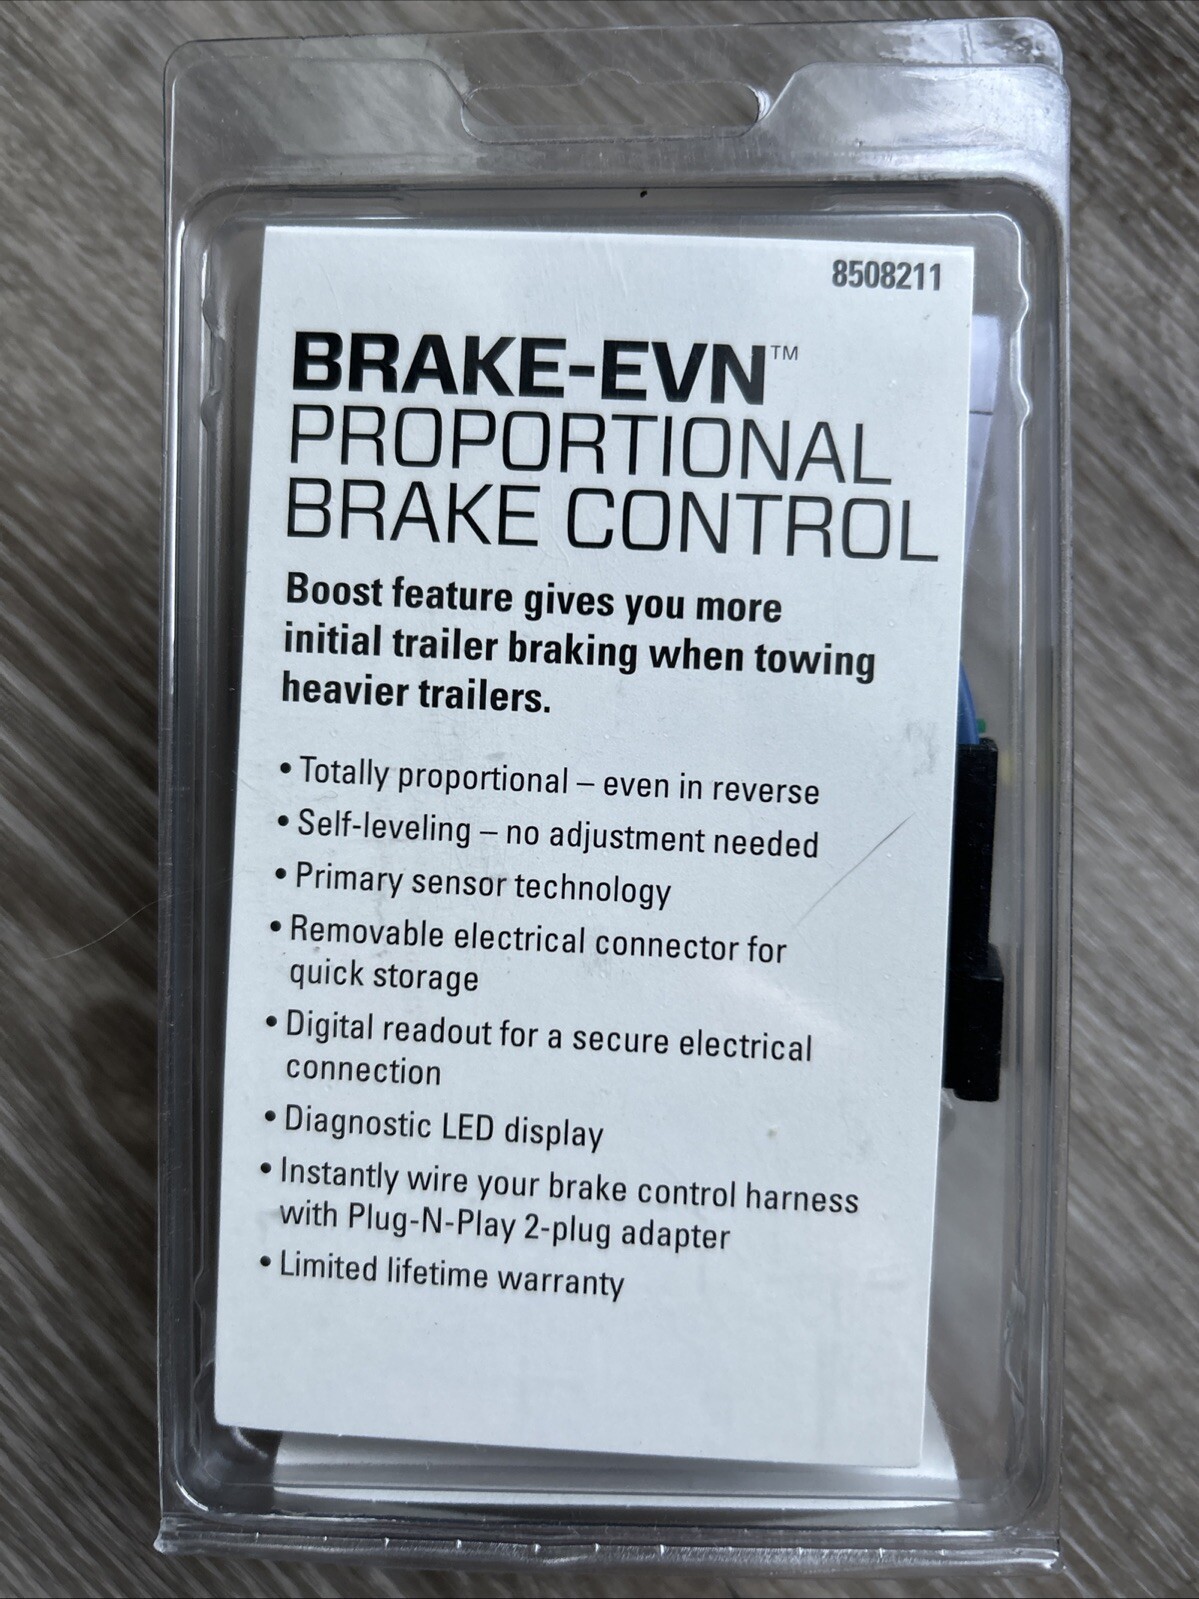 8508211
BRAKE-EVN™
PROPORTIONAL
BRAKE CONTROL
Boost feature gives you more
initial trailer braking when towing
heavier trailers.
• Totally proportional – even in reverse
• Self-leveling – no adjustment needed
• Primary sensor technology
• Removable electrical connector for
quick storage
• Digital readout for a secure electrical
connection
• Diagnostic LED display
• Instantly wire your brake control harness
with Plug-N-Play 2-plug adapter
• Limited lifetime warranty